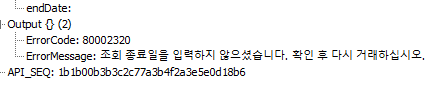 endDate:
Output {} (2)
ErrorCode: 80002320
ErrorMessage: 조회 종료일을 입력하지 않으셨습니다. 확인 후 다시 거래하십시오.
API_SEQ: 1b1b00b3b3c2c77a3b4f2a3e5e0d18b6